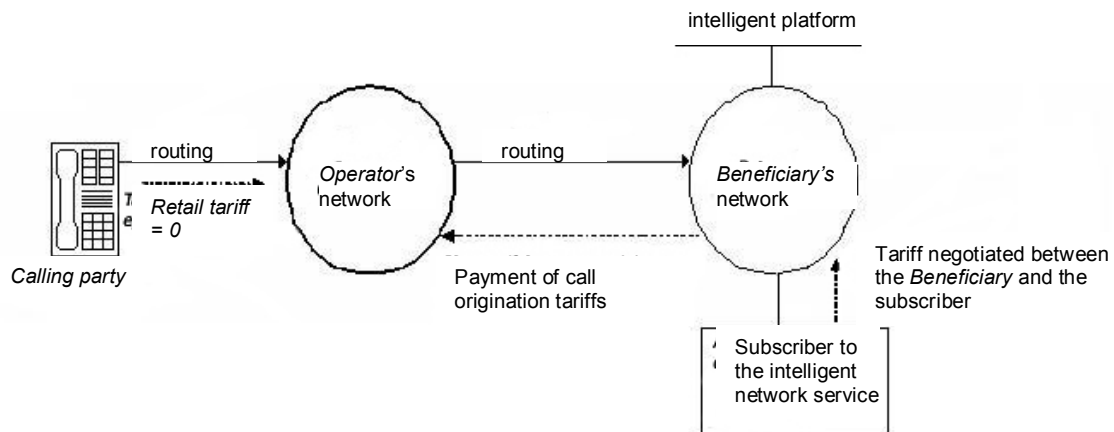 intelligent platform
routing
routing
Operator's
network
Beneficiary's
network
Retail tariff
= 0
Calling party
Payment of call
origination tariffs
Tariff negotiated between
the Beneficiary and the
subscriber
Subscriber to
the intelligent
network service